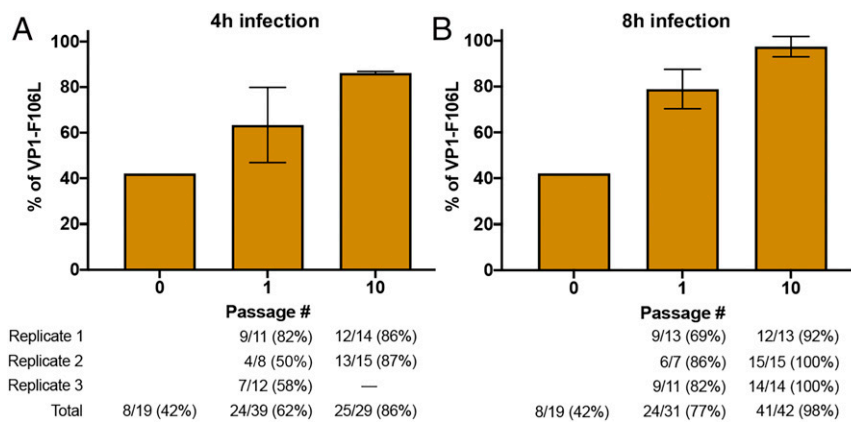 A
4h infection
% of VP1-F106L
100
80
60
40
20
0
0 1 10
Passage #
B
8h infection
% of VP1-F106L
100
80
60
40
20
0
0 1 10
Passage #
Replicate 1 9/11 (82%) 12/14 (86%) 9/13 (69%) 12/13 (92%)
Replicate 2 4/8 (50%) 13/15 (87%) 6/7 (86%) 15/15 (100%)
Replicate 3 7/12 (58%) — 9/11 (82%) 14/14 (100%)
Total 8/19 (42%) 24/39 (62%) 25/29 (86%) 8/19 (42%) 24/31 (77%) 41/42 (98%)